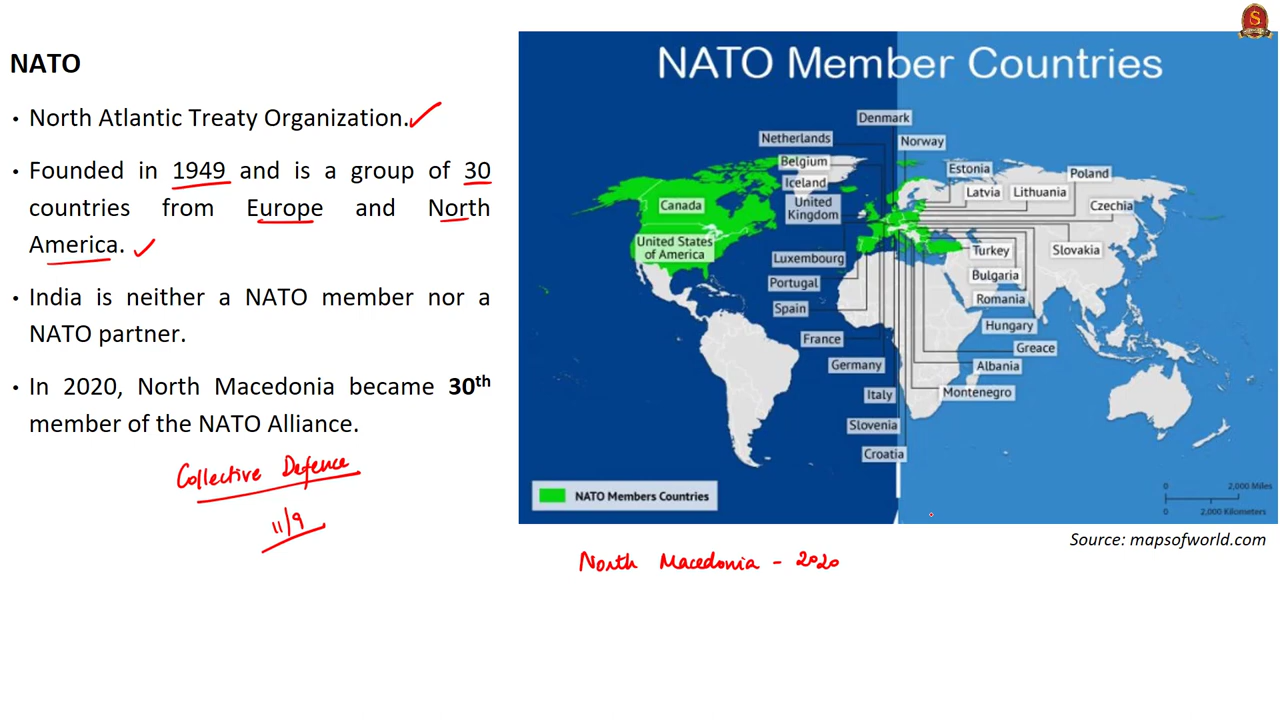 NATO
• North Atlantic Treaty Organization.
• Founded in 1949 and is a group of 30
countries from Europe and North
America.
• India is neither a NATO member nor a
NATO partner.
• In 2020, North Macedonia became 30th
member of the NATO Alliance.
Collective Defence
11/9
S
NATO Member Countries
Denmark
Netherlands
Norway
Belgium
Estonia
Poland
Iceland
Latvia
Lithuania
Canada
United
Kingdom
Czechia
United States
of America
Luxembourg
Turkey
Slovakia
Portugal
Bulgaria
Spain
Romania
Hungary
France
Greace
Germany
Albania
Italy
Montenegro
Slovenia
Croatia
NATO Members Countries
0 2,000 Miles
0 2,000 Kilometers
Source: mapsofworld.com
North Macedonia - 2020